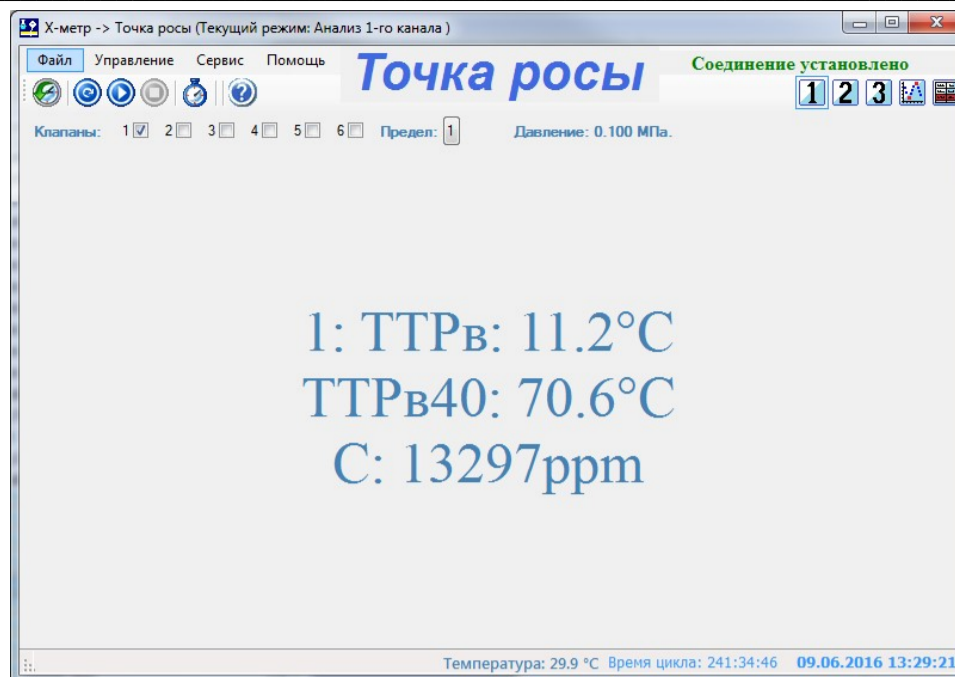 Х-метр -> Точка росы (Текущий режим: Анализ 1-го канала )
Файл Управление Сервис Помощь
Точка росы
Соединение установлено
1 2 3
Клапаны: 1 2 3 4 5 6 Предел: 1 Давление: 0.100 МПа.
1: ТТРв: 11.2°C
ТТРв40: 70.6°C
C: 13297ppm
Температура: 29.9 °C Время цикла: 241:34:46 09.06.2016 13:29:21